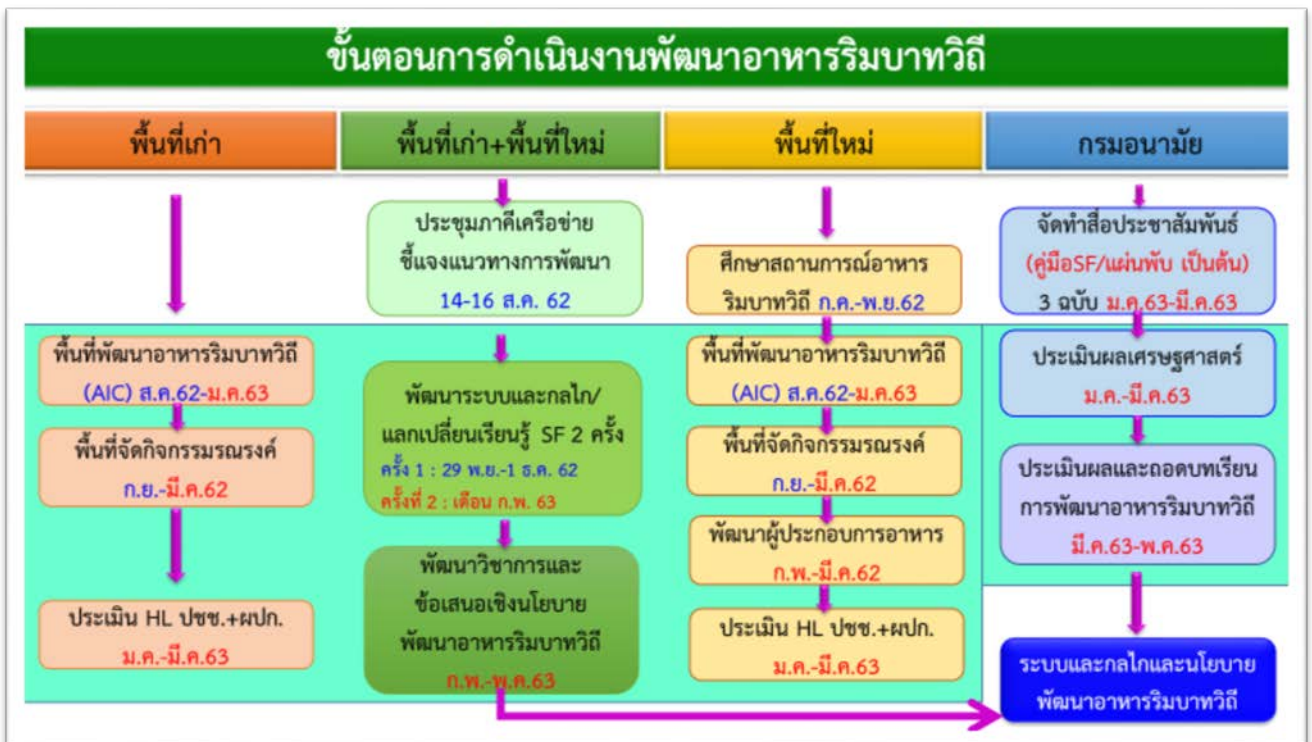 ขั้นตอนการดำเนินงานพัฒนาอาหารริมบาทวิถี
พื้นที่เก่า
พื้นที่เก่า+พื้นที่ใหม่
พื้นที่ใหม่
กรมอนามัย
พื้นที่พัฒนาอาหารริมบาทวิถี
(AIC) ส.ค.62-ม.ค.63
พื้นที่จัดกิจกรรมรณรงค์
ก.ย.-มี.ค.62
ประเมิน HL ปชช.+ผปก.
ม.ค.-มี.ค.63
ประชุมภาคีเครือข่าย
ชี้แจงแนวทางการพัฒนา
14-16 ส.ค. 62
พัฒนาระบบและกลไก/
แลกเปลี่ยนเรียนรู้ SF 2 ครั้ง
ครั้ง 1 : 29 พ.ย.-1 ธ.ค. 62
ครั้งที่ 2 : เดือน ก.พ. 63
พัฒนาวิชาการและ
ข้อเสนอเชิงนโยบาย
พัฒนาอาหารริมบาทวิถี
ก.พ.-พ.ค.63
ศึกษาสถานการณ์อาหาร
ริมบาทวิถี ก.ค.-พ.ย.62
พื้นที่พัฒนาอาหารริมบาทวิถี
(AIC) ส.ค.62-ม.ค.63
พื้นที่จัดกิจกรรมรณรงค์
ก.ย.-มี.ค.62
พัฒนาผู้ประกอบการอาหาร
ก.พ.-มี.ค.62
ประเมิน HL ปชช.+ผปก.
ม.ค.-มี.ค.63
จัดทำสื่อประชาสัมพันธ์
(คู่มือSF/แผ่นพับ เป็นต้น)
3 ฉบับ ม.ค.63-มี.ค.63
ประเมินผลเศรษฐศาสตร์
ม.ค.-มี.ค.63
ประเมินผลและถอดบทเรียน
การพัฒนาอาหารริมบาทวิถี
มี.ค.63-พ.ค.63
ระบบและกลไกและนโยบาย
พัฒนาอาหารริมบาทวิถี